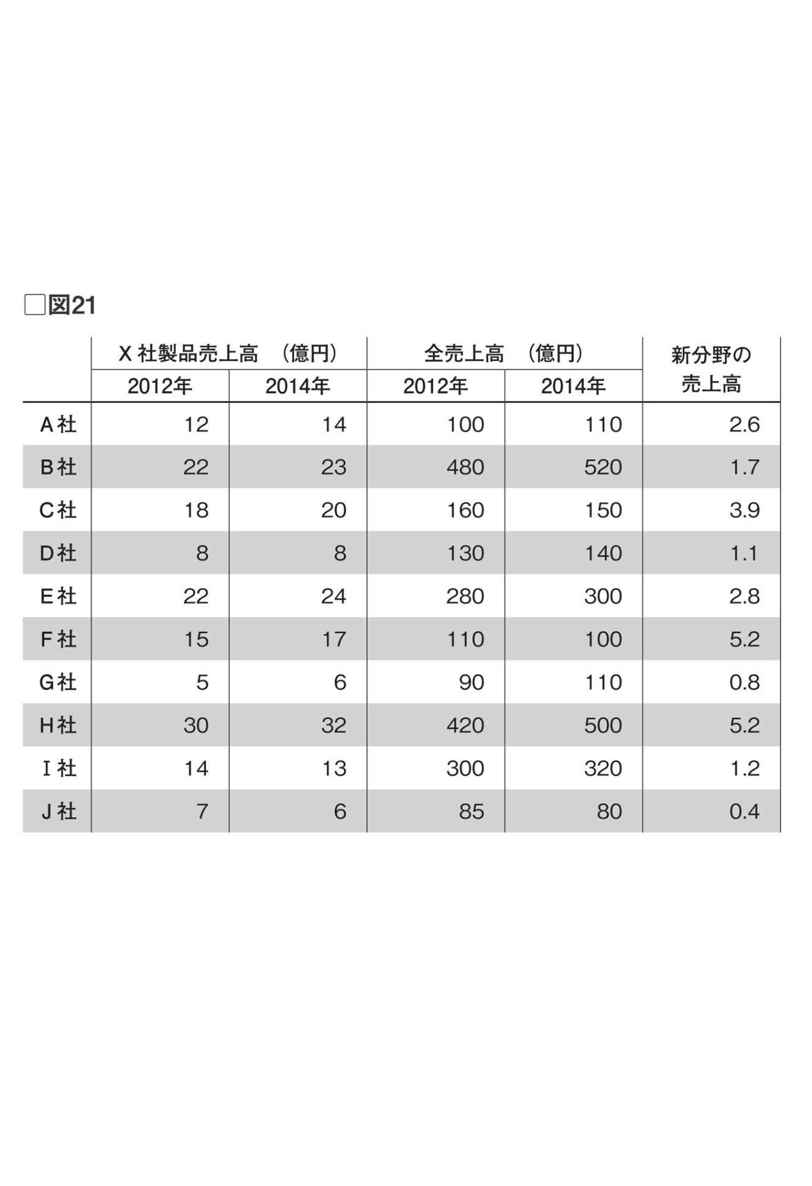 □図21
X社製品売上高 （億円） 全売上高 （億円） 新分野の
売上高
2012年 2014年 2012年 2014年
A社 12 14 100 110 2.6
B社 22 23 480 520 1.7
C社 18 20 160 150 3.9
D社 8 8 130 140 1.1
E社 22 24 280 300 2.8
F社 15 17 110 100 5.2
G社 5 6 90 110 0.8
H社 30 32 420 500 5.2
I社 14 13 300 320 1.2
J社 7 6 85 80 0.4